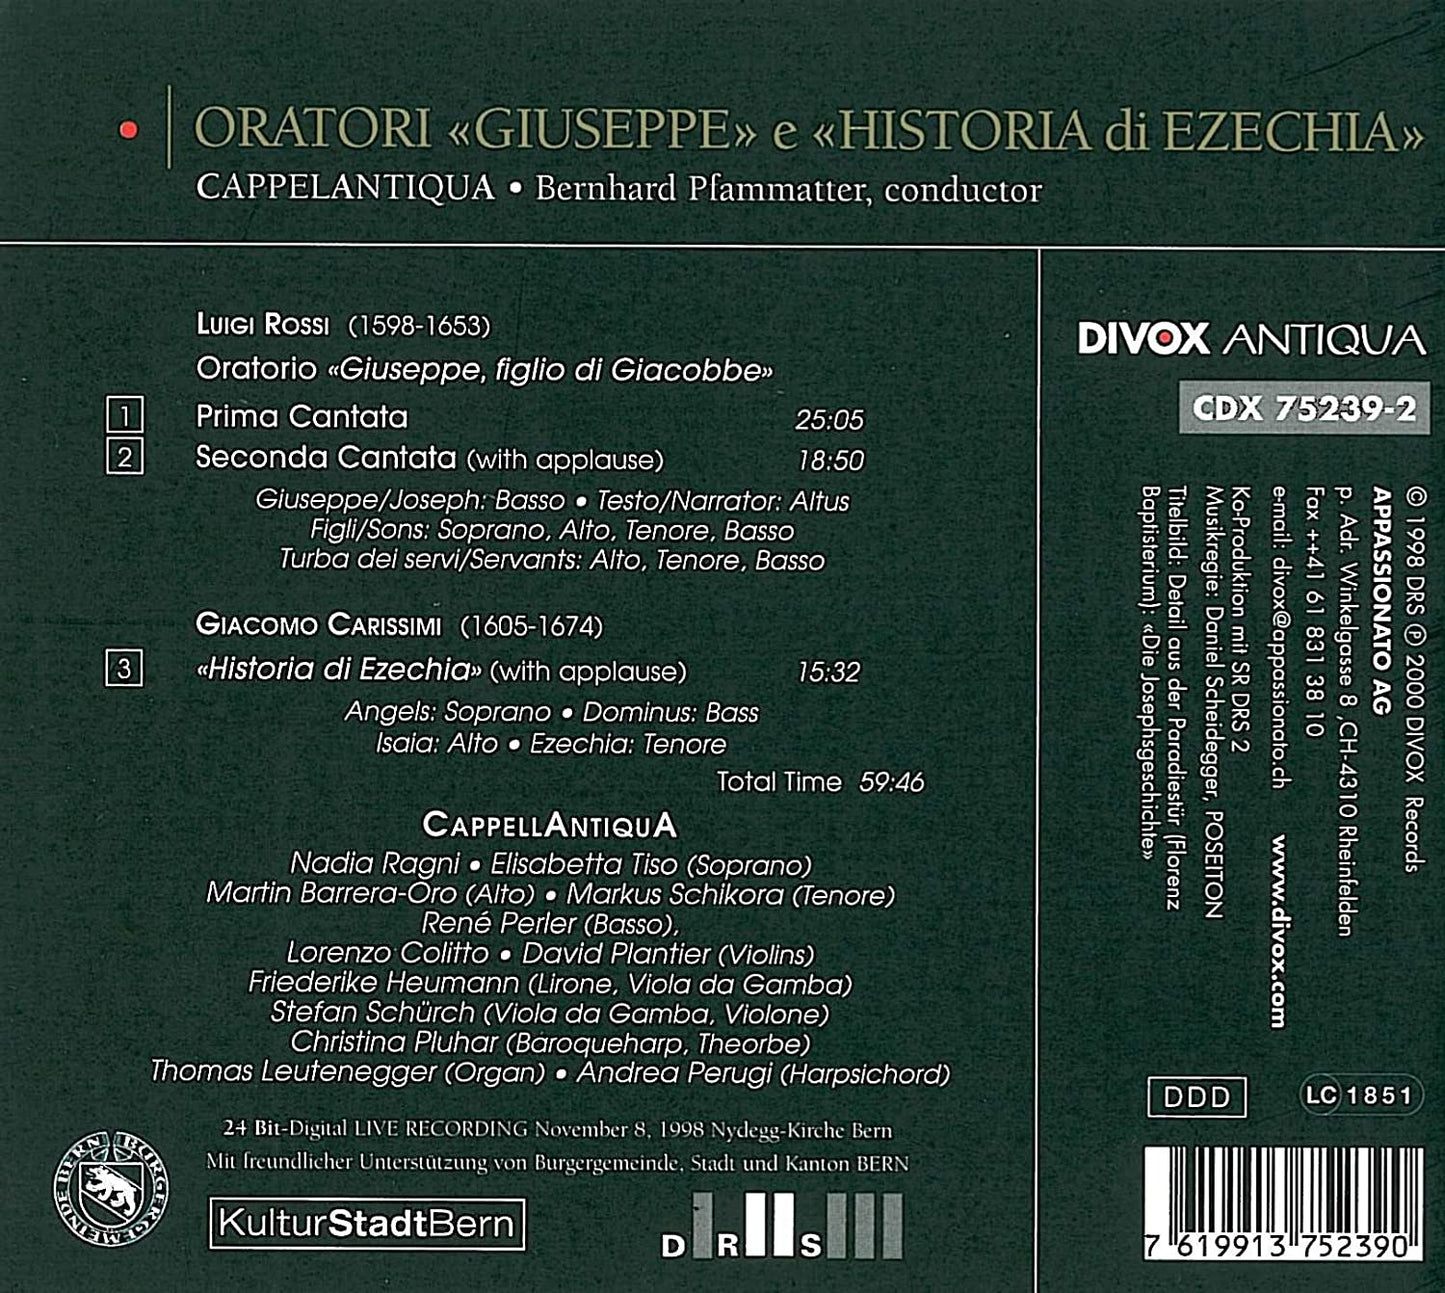 ORATORI «GIUSEPPE» e «HISTORIA di EZECHIA»
CAPPELANTIQUA • Bernhard Pfammatter, conductor
LUIGI ROSSI (1598-1653)
Oratorio «Giuseppe, figlio di Giacobbe»
1 Prima Cantata 25:05
2 Seconda Cantata (with applause) 18:50
Giuseppe/Joseph: Basso • Testo/Narrator: Altus
Figli/Sons: Soprano, Alto, Tenore, Basso
Turba dei servi/Servants: Alto, Tenore, Basso
GIACOMO CARISSIMI (1605-1674)
3 «Historia di Ezechia» (with applause) 15:32
Angels: Soprano • Dominus: Bass
Isaia: Alto • Ezechia: Tenore
Total Time 59:46
CAPPELLANTIQUA
Nadia Ragni • Elisabetta Tiso (Soprano)
Martin Barrera-Oro (Alto) • Markus Schikora (Tenore)
René Perler (Basso),
Lorenzo Colitto • David Plantier (Violins)
Friederike Heumann (Lirone, Viola da Gamba)
Stefan Schürch (Viola da Gamba, Violone)
Christina Pluhar (Baroqueharp, Theorbe)
Thomas Leutenegger (Organ) • Andrea Perugi (Harpsichord)
24 Bit-Digital LIVE RECORDING November 8, 1998 Nydegg-Kirche Bern
Mit freundlicher Unterstützung von Burgergemeinde, Stadt und Kanton BERN
BURGERGEMEINDE BERN
KulturStadtBern
DRS
DIVOX ANTIQUA
CDX 75239-2
© 1998 DRS ℗ 2000 DIVOX Records
APPASSIONATO AG
p. Adr. Winkelgasse 8 ,CH-4310 Rheinfelden
Fax ++41 61 831 38 10
e-mail: divox@appassionato.ch www.divox.com
Ko-Produktion mit SR DRS 2
Musikregie: Daniel Scheidegger, POSEITON
Titelbild: Detail aus der Paradiestür (Florenz
Baptisterium): «Die Josephsgeschichte»
DDD
LC 1851
7 619913 752390